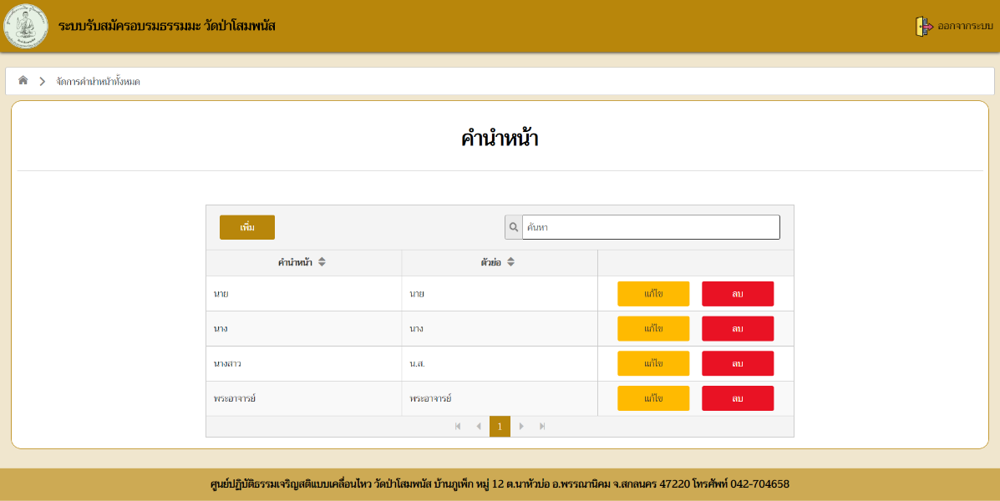 ระบบรับสมัครอบรมธรรมมะ วัดป่าโสมพนัส
ออกจากระบบ
จัดการคำนำหน้าทั้งหมด
คำนำหน้า
เพิ่ม
ค้นหา
คำนำหน้า ตัวย่อ
นาย นาย แก้ไข ลบ
นาง นาง แก้ไข ลบ
นางสาว น.ส. แก้ไข ลบ
พระอาจารย์ พระอาจารย์ แก้ไข ลบ
1
ศูนย์ปฏิบัติธรรมเจริญสติแบบเคลื่อนไหว วัดป่าโสมพนัส บ้านภูเพ็ก หมู่ 12 ต.นาหัวบ่อ อ.พรรณานิคม จ.สกลนคร 47220 โทรศัพท์ 042-704658